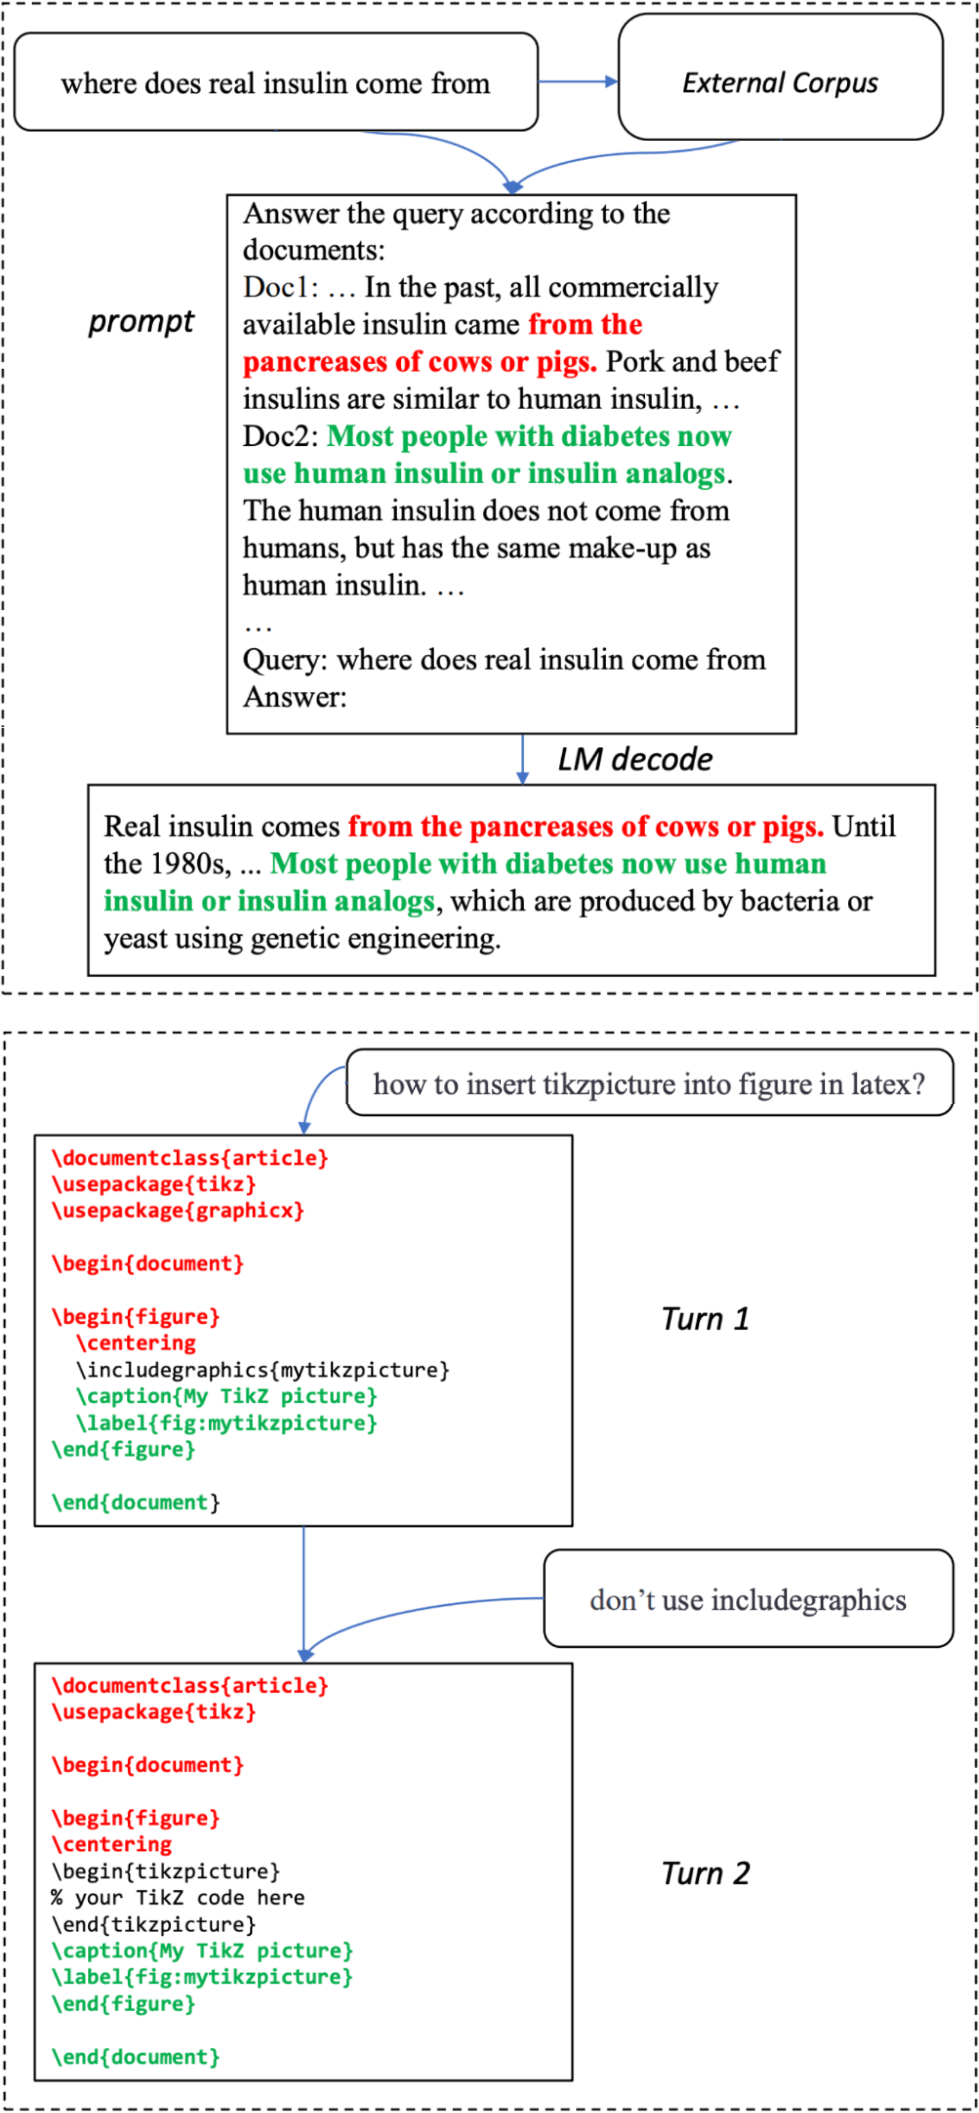 where does real insulin come from
External Corpus
prompt
Answer the query according to the
documents:
Doc1: … In the past, all commercially
available insulin came from the
pancreases of cows or pigs. Pork and beef
insulins are similar to human insulin, …
Doc2: Most people with diabetes now
use human insulin or insulin analogs.
The human insulin does not come from
humans, but has the same make-up as
human insulin. …
…
Query: where does real insulin come from
Answer:
LM decode
Real insulin comes from the pancreases of cows or pigs. Until
the 1980s, ... Most people with diabetes now use human
insulin or insulin analogs, which are produced by bacteria or
yeast using genetic engineering.
how to insert tikzpicture into figure in latex?
\documentclass{article}
\usepackage{tikz}
\usepackage{graphicx}
\begin{document}
\begin{figure}
\centering
\includegraphics{mytikzpicture}
\caption{My TikZ picture}
\label{fig:mytikzpicture}
\end{figure}
\end{document}
Turn 1
don’t use includegraphics
\documentclass{article}
\usepackage{tikz}
\begin{document}
\begin{figure}
\centering
\begin{tikzpicture}
% your TikZ code here
\end{tikzpicture}
\caption{My TikZ picture}
\label{fig:mytikzpicture}
\end{figure}
\end{document}
Turn 2